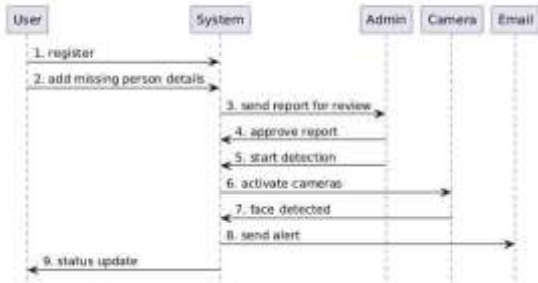 User System Admin Camera Email
1. register
2. add missing person details
3. send report for review
4. approve report
5. start detection
6. activate cameras
7. face detected
8. send alert
9. status update